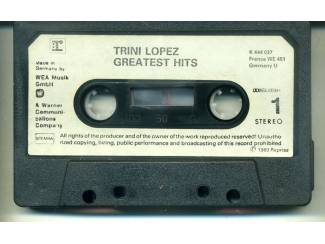 TRINI LOPEZ
GREATEST HITS
Made in
Germany by
WEA Musik
GmbH
A Warner
Communi-
cations
Company
K 444 037
France WE 451
Germany U
1
STEREO
50
All rights of the producer and of the owner of the work reproduced reserved! Unautho
rized copying, hiring, public performance and broadcasting of this record prohibited
Reprise